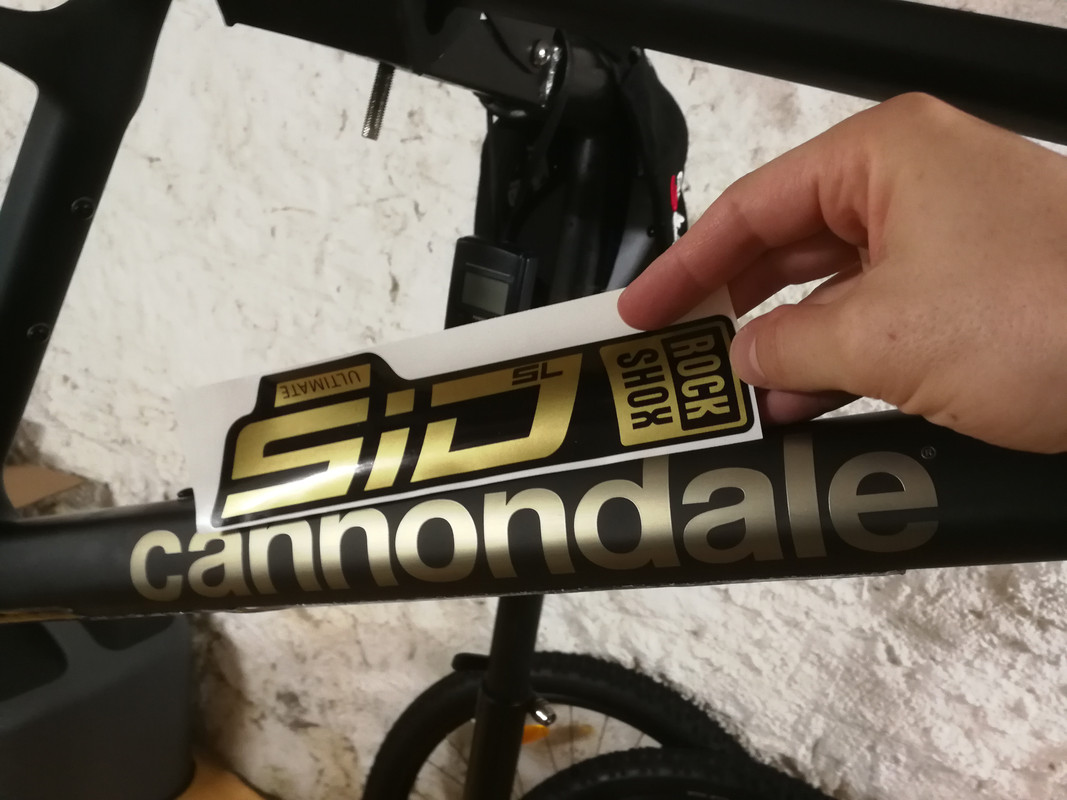 ULTIMATE
SiD SL
ROCK
SHOX
cannondale®